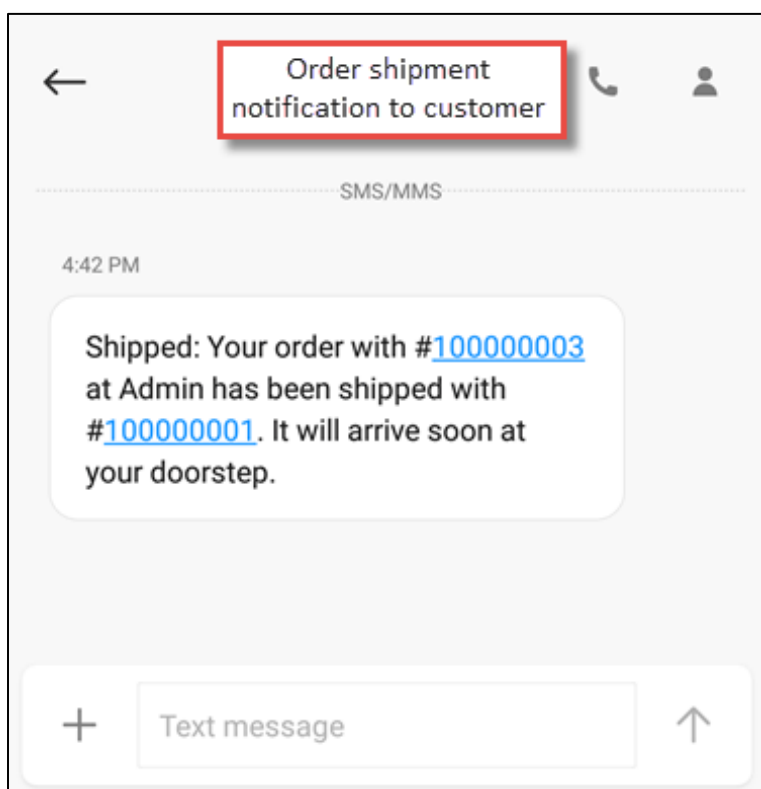 Order shipment
notification to customer
SMS/MMS
4:42 PM
Shipped: Your order with #100000003
at Admin has been shipped with
#100000001. It will arrive soon at
your doorstep.
Text message